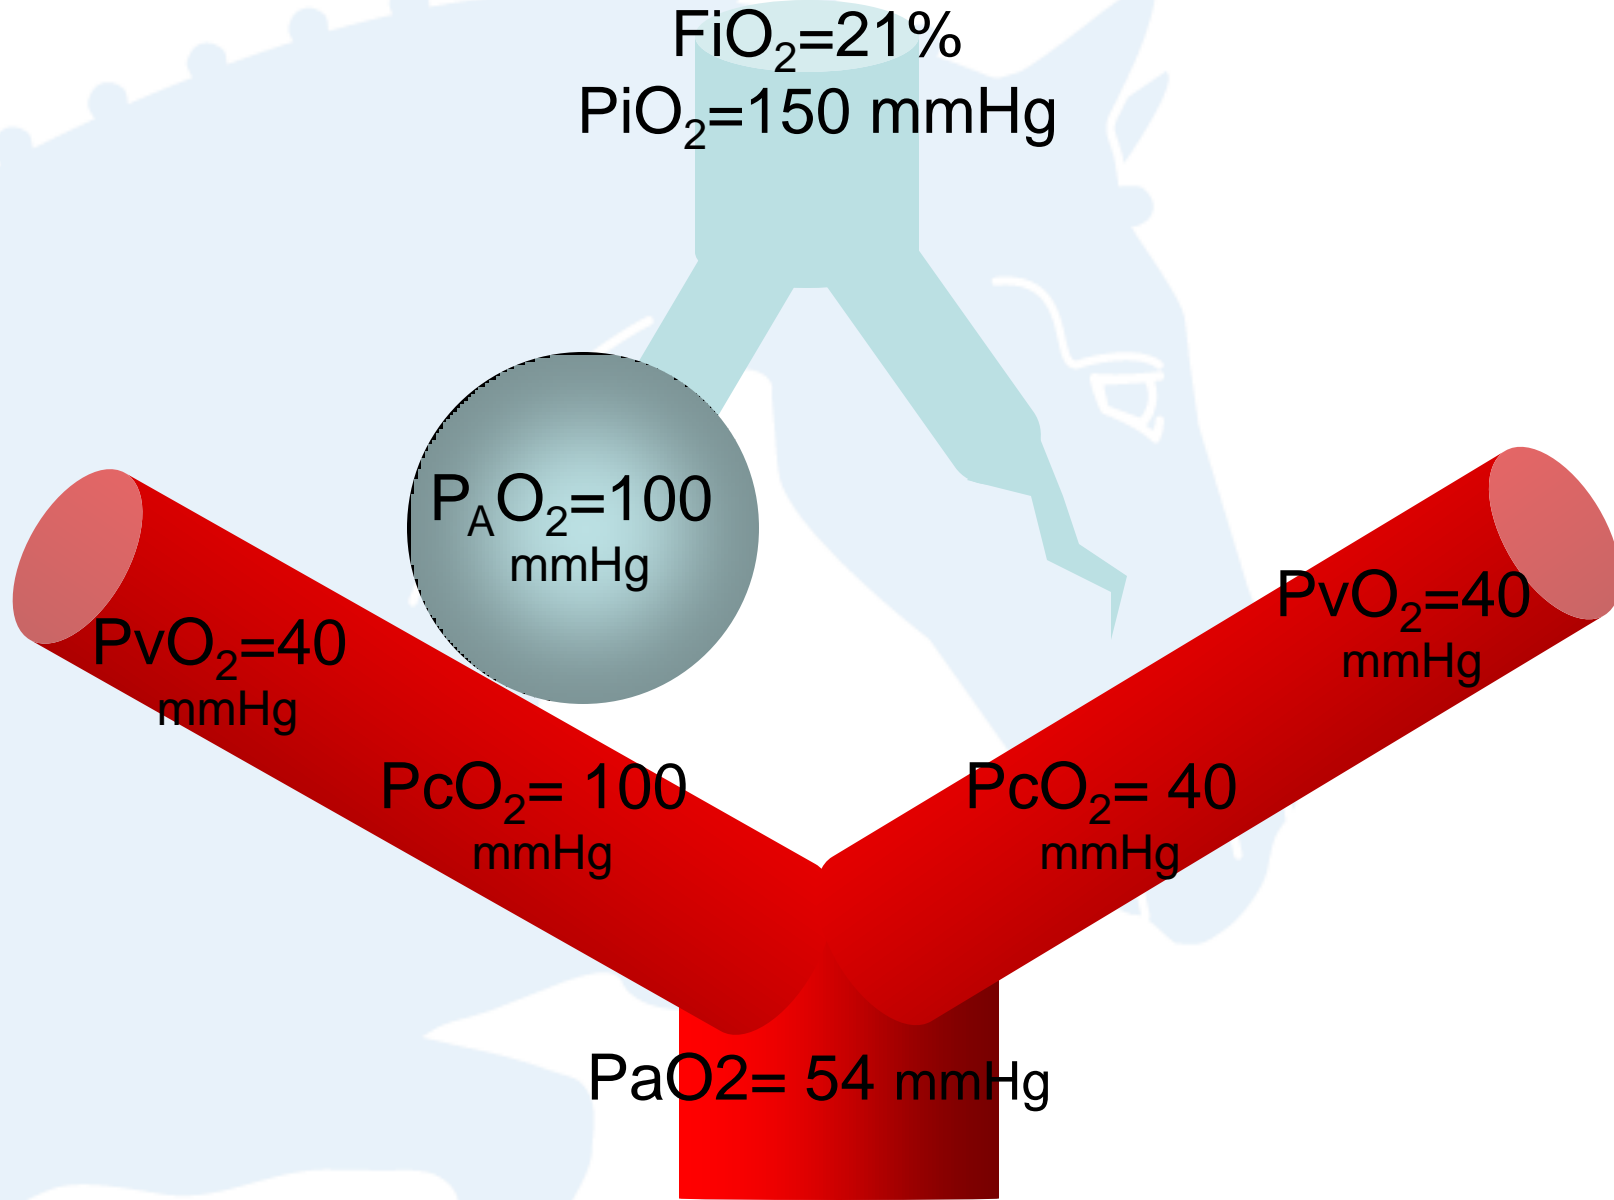 FiO₂=21%
PiO₂=150 mmHg
PAO₂=100
mmHg
PvO₂=40
mmHg
PvO₂=40
mmHg
PcO₂= 100
mmHg
PcO₂= 40
mmHg
PaO2= 54 mmHg